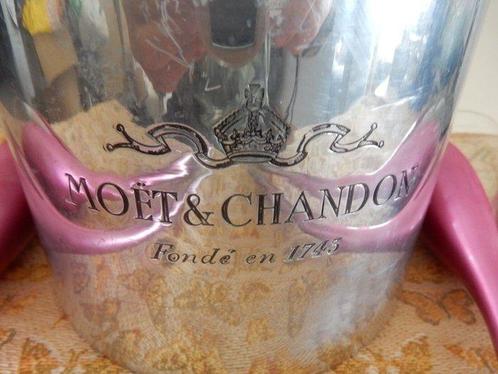 MOËT & CHANDON
Fondé en 1743